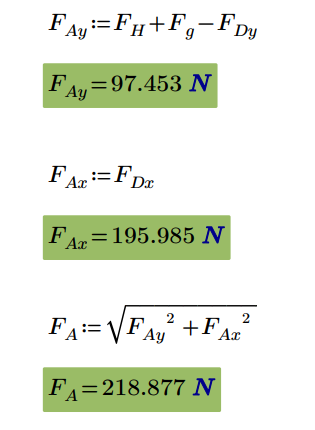 F_Ay:=F_H+F_g−F_Dy
F_Ay=97.453 N
F_Ax:=F_Dx
F_Ax=195.985 N
F_A:=√(F_Ay²+F_Ax²)
F_A=218.877 N